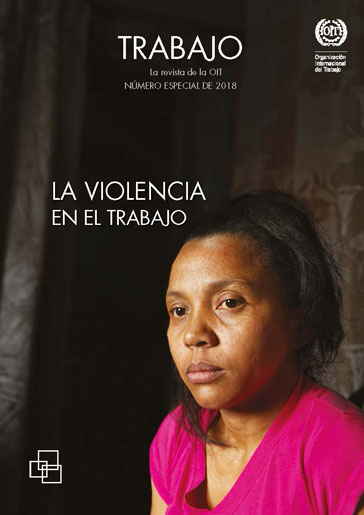 TRABAJO
La revista de la OIT
NÚMERO ESPECIAL DE 2018
OIT
Organización
Internacional
del Trabajo
LA VIOLENCIA
EN EL TRABAJO